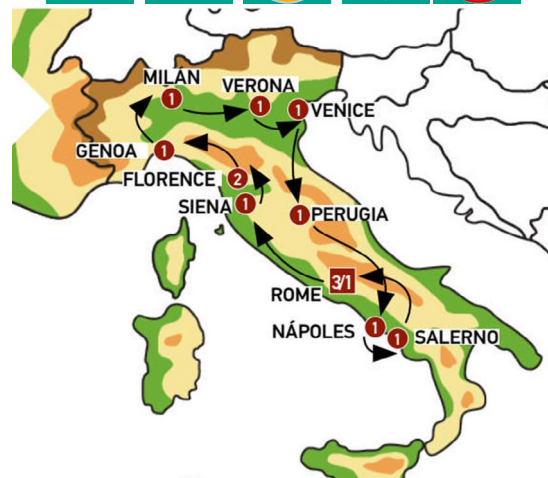 MILÁN
1
VERONA
1
1 VENICE
GENOA 1
FLORENCE 2
SIENA 1
1 PERUGIA
3/1
ROME
NÁPOLES 1
1 SALERNO